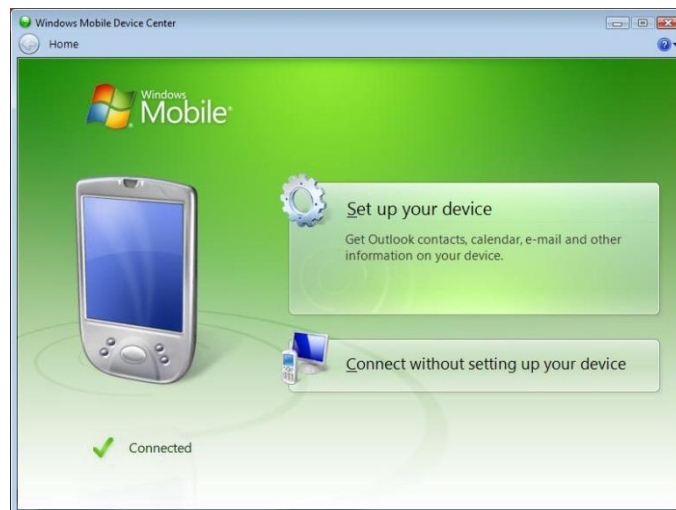 Windows Mobile Device Center
Home
Windows
Mobile
Set up your device
Get Outlook contacts, calendar, e-mail and other
information on your device.
Connect without setting up your device
Connected